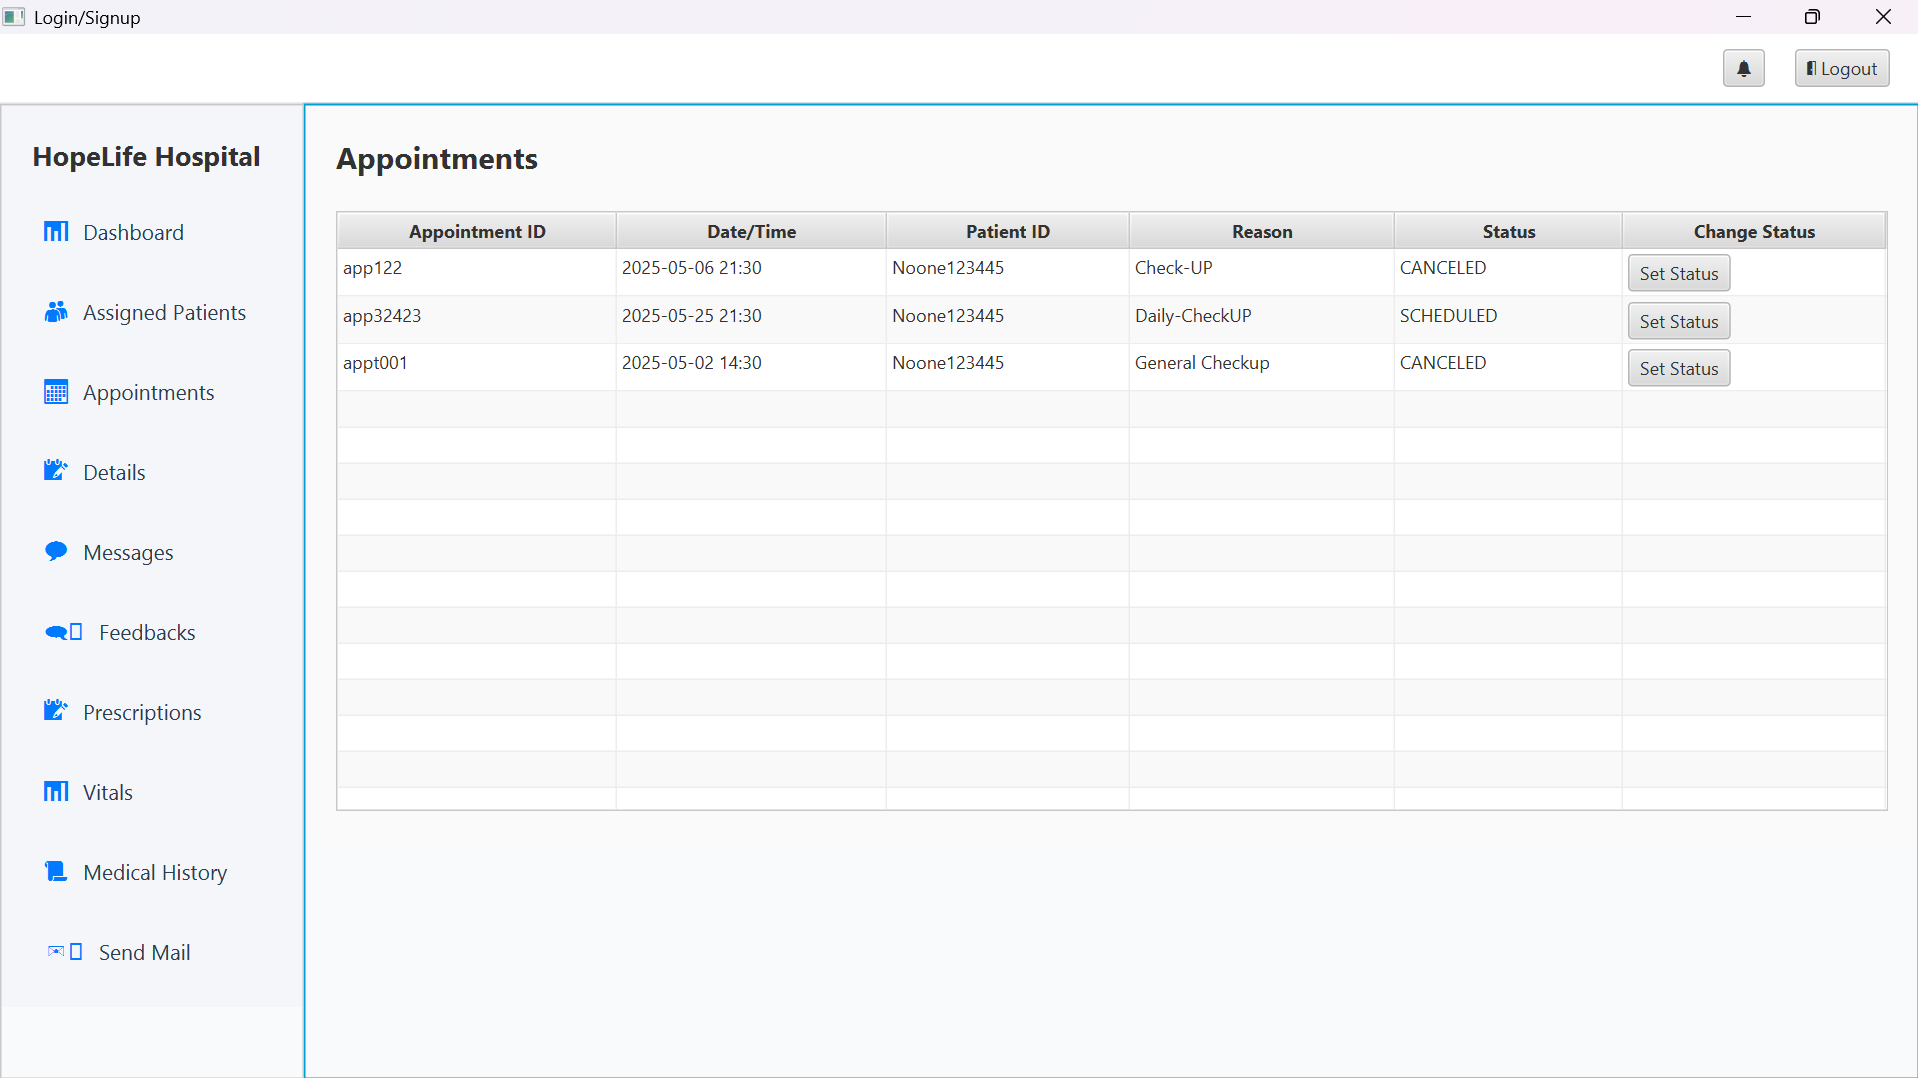 Login/Signup
Logout
HopeLife Hospital
Dashboard
Assigned Patients
Appointments
Details
Messages
Feedbacks
Prescriptions
Vitals
Medical History
Send Mail
Appointments
Appointment ID Date/Time Patient ID Reason Status Change Status
app122 2025-05-06 21:30 Noone123445 Check-UP CANCELED Set Status
app32423 2025-05-25 21:30 Noone123445 Daily-CheckUP SCHEDULED Set Status
appt001 2025-05-02 14:30 Noone123445 General Checkup CANCELED Set Status